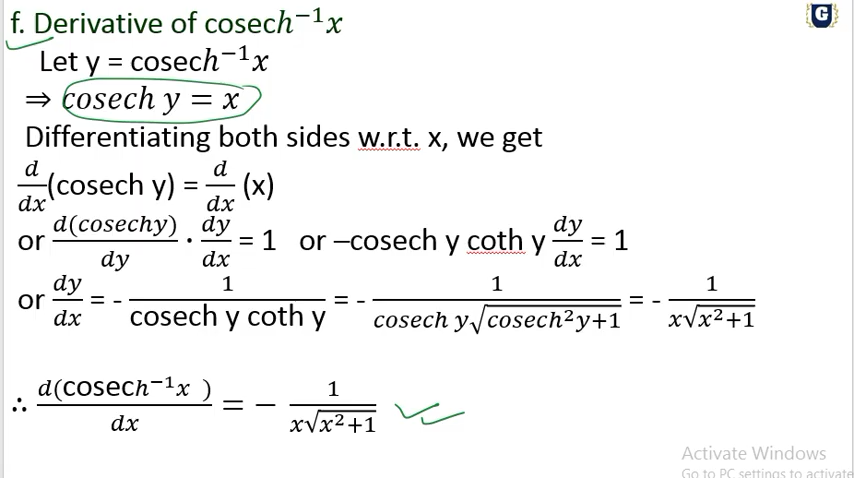 f. Derivative of cosech⁻¹x
G
Let y = cosech⁻¹x
⇒ cosech y = x
Differentiating both sides w.r.t. x, we get
d/dx(cosech y) = d/dx (x)
or d(cosechy)/dy · dy/dx = 1 or –cosech y coth y dy/dx = 1
or dy/dx = - 1/(cosech y coth y) = - 1/(cosech y√(cosech²y+1)) = - 1/(x√(x²+1))
∴ d(cosech⁻¹x )/dx = − 1/(x√(x²+1))
Activate Windows
Go to PC settings to activate